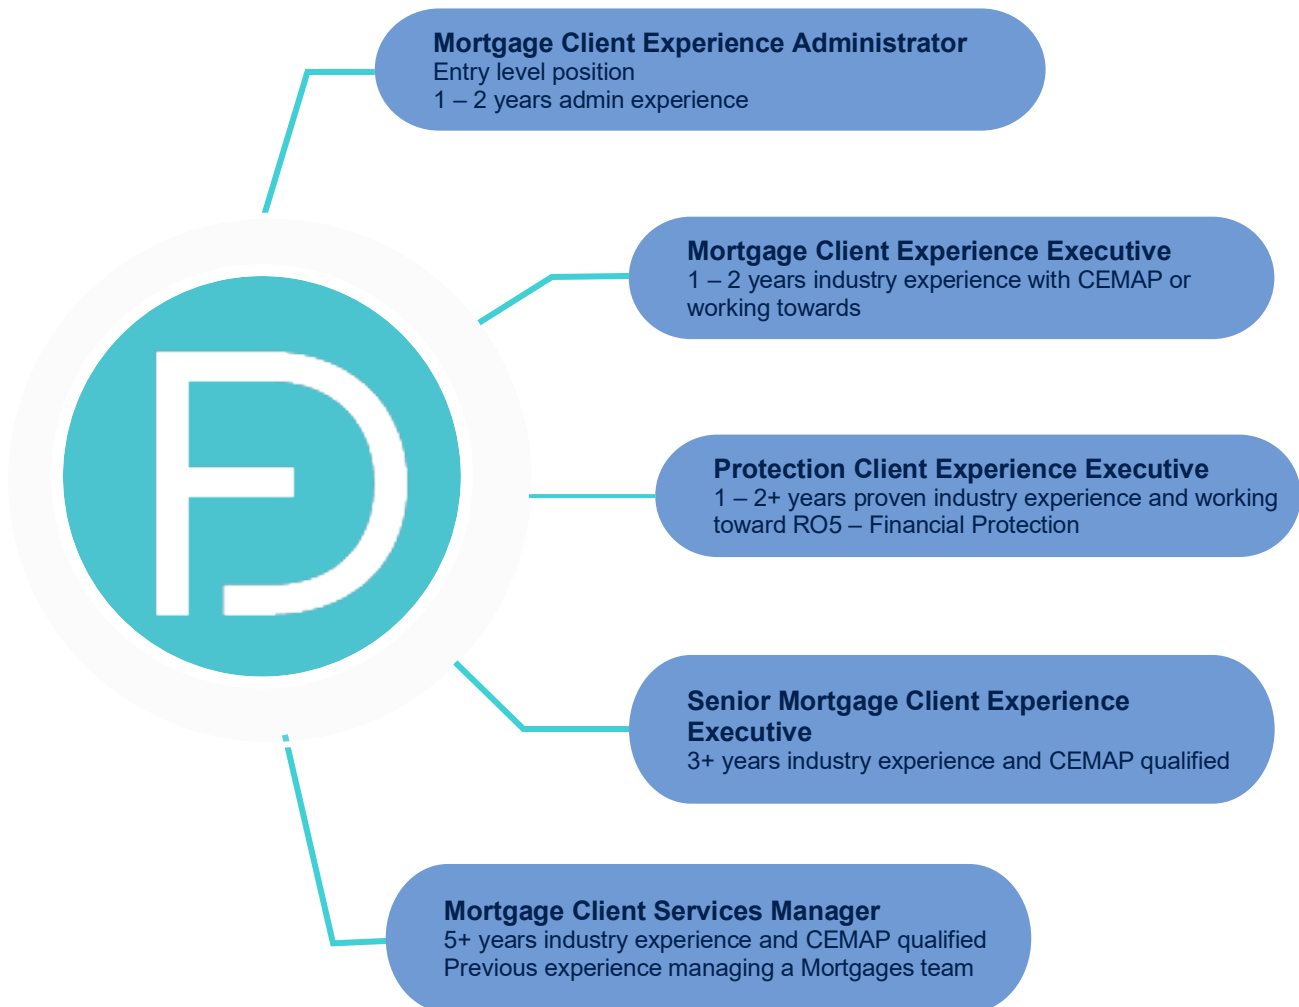 Mortgage Client Experience Administrator
Entry level position
1 – 2 years admin experience
Mortgage Client Experience Executive
1 – 2 years industry experience with CEMAP or
working towards
Protection Client Experience Executive
1 – 2+ years proven industry experience and working
toward RO5 – Financial Protection
Senior Mortgage Client Experience
Executive
3+ years industry experience and CEMAP qualified
Mortgage Client Services Manager
5+ years industry experience and CEMAP qualified
Previous experience managing a Mortgages team